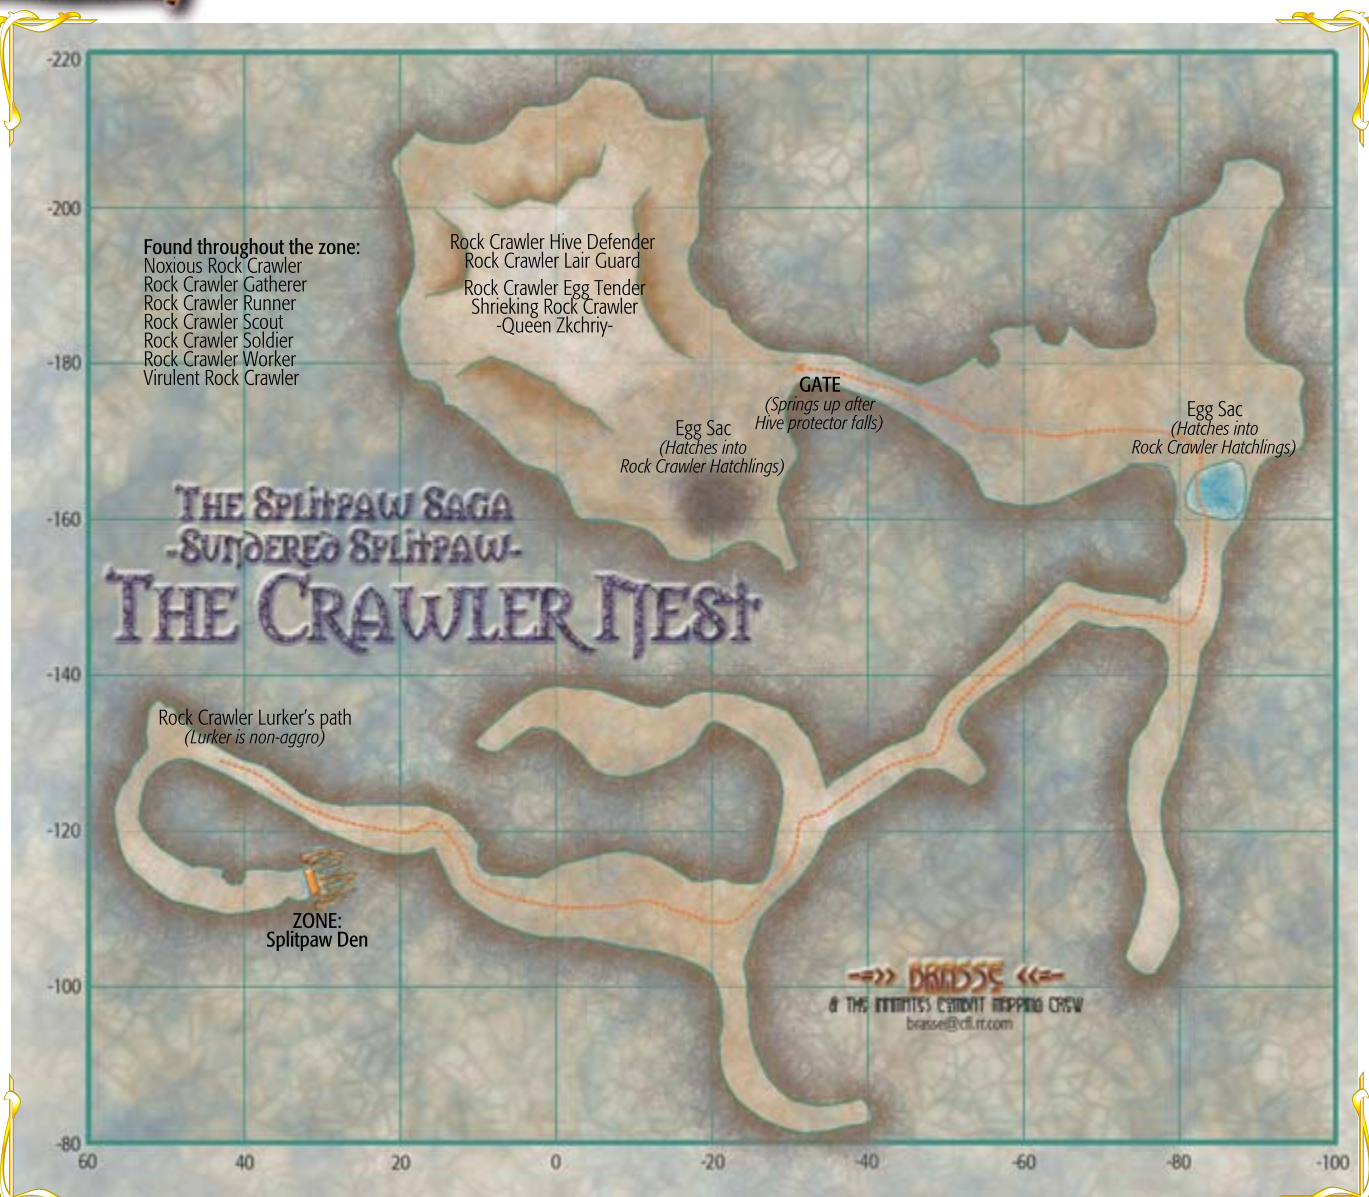 -220
-200
Found throughout the zone:
Noxious Rock Crawler
Rock Crawler Gatherer
Rock Crawler Runner
Rock Crawler Scout
Rock Crawler Soldier
Rock Crawler Worker
Virulent Rock Crawler
Rock Crawler Hive Defender
Rock Crawler Lair Guard
Rock Crawler Egg Tender
Shrieking Rock Crawler
-Queen Zkchriy-
-180
GATE
(Springs up after
Hive protector falls)
Egg Sac
(Hatches into
Rock Crawler Hatchlings)
Egg Sac
(Hatches into
Rock Crawler Hatchlings)
THE SPLITPAW SAGA
-SUNDERED SPLITPAW-
THE CRAWLER NEST
-160
-140
Rock Crawler Lurker's path
(Lurker is non-aggro)
-120
ZONE:
Splitpaw Den
-100
BRASSE
& THE INTIMATES COMBAT MAPPING CREW
brasse@cfl.rr.com
-80
60 40 20 0 -20 -40 -60 -80 -100